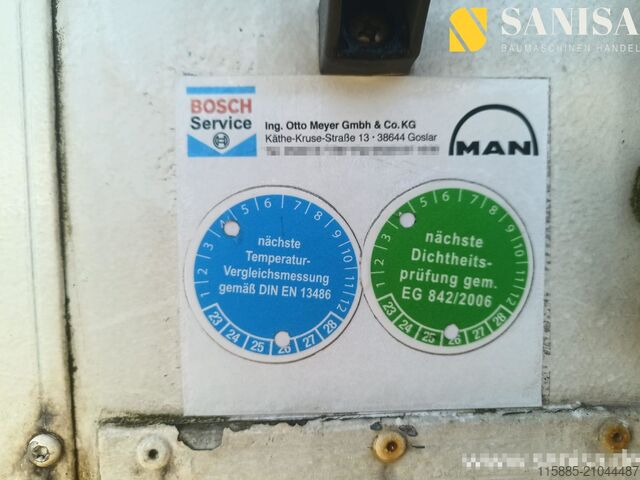 SANISA
BAUMASCHINEN HANDEL
BOSCH
Service
Ing. Otto Meyer Gmbh & Co.KG
Käthe-Kruse-Straße 13 · 38644 Goslar
MAN
1 2 3 4 5 6 7 8 9 10 11 12
nächste
Temperatur-
Vergleichsmessung
gemäß DIN EN 13486
23 24 25 26 27 28
1 2 3 4 5 6 7 8 9 10 11 12
nächste
Dichtheits-
prüfung gem.
EG 842/2006
23 24 25 26 27 28
115885-21044487